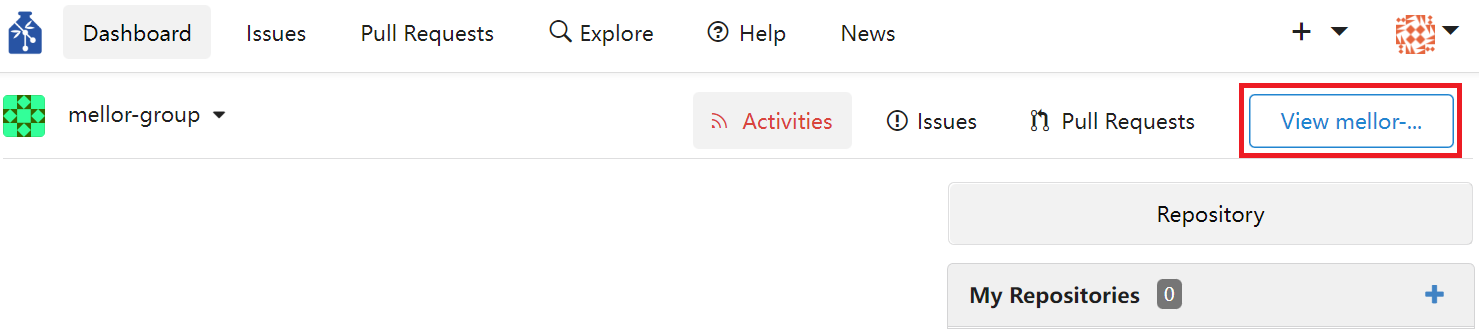 Dashboard Issues Pull Requests Explore Help News
mellor-group Activities Issues Pull Requests View mellor-...
Repository
My Repositories 0